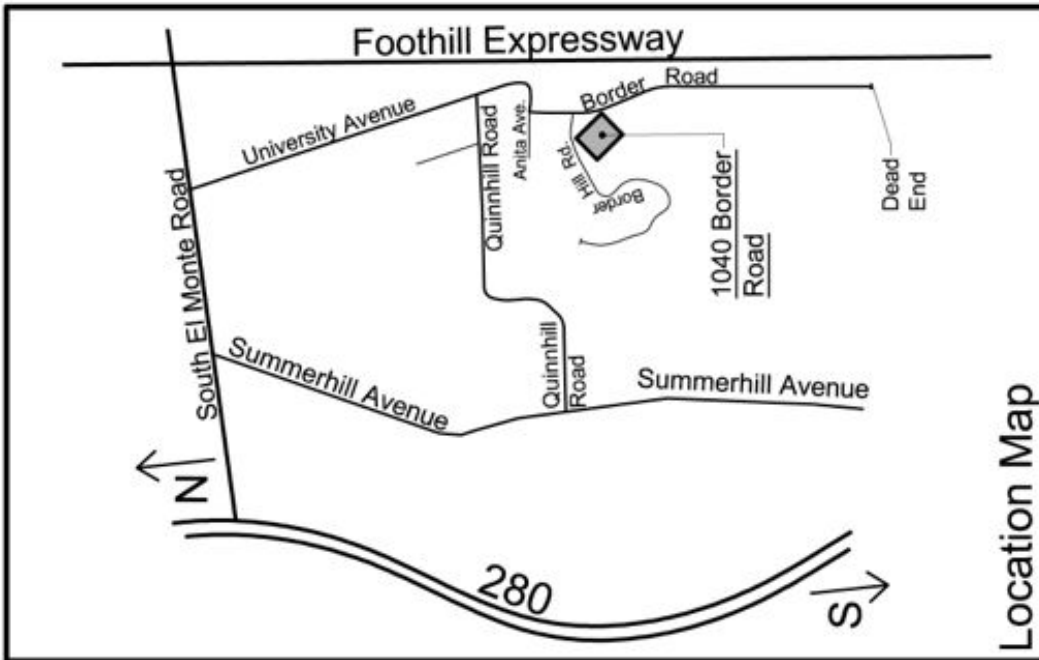 Foothill Expressway
Border Road
University Avenue
Quinnhill Road
Anita Ave.
Border
Hill Rd.
1040 Border
Road
Dead
End
South El Monte Road
Summerhill Avenue
Quinnhill
Road
Summerhill Avenue
N
280
S
Location Map